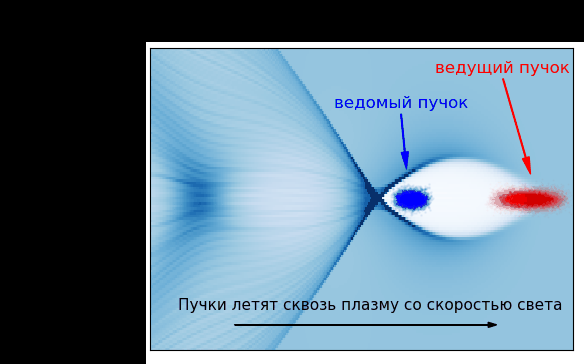 ведущий пучок
ведомый пучок
Пучки летят сквозь плазму со скоростью света